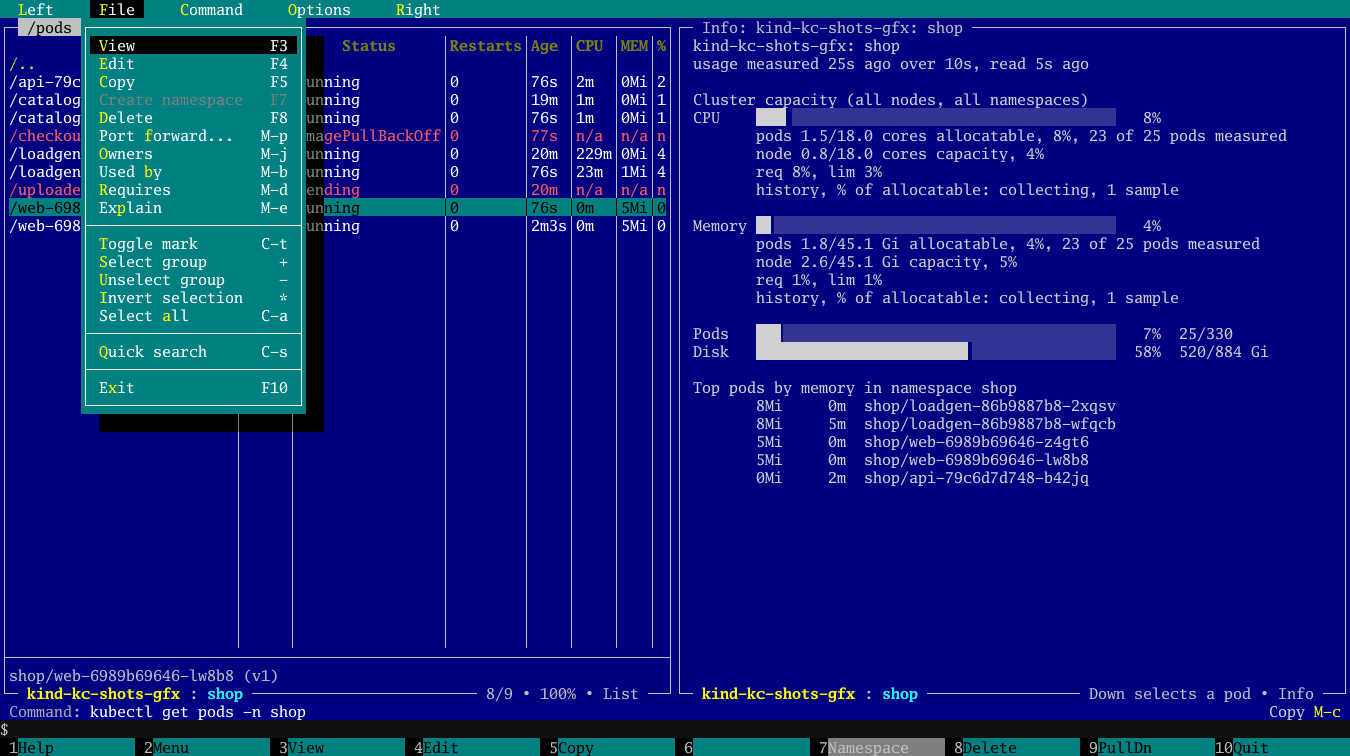 Left File Command Options Right
/pods Info: kind-kc-shots-gfx: shop
View F3 Status Restarts Age CPU MEM % kind-kc-shots-gfx: shop
/.. Edit F4 usage measured 25s ago over 10s, read 5s ago
/api-79c Copy F5 unning 0 76s 2m 0Mi 2
/catalog Create namespace F7 unning 0 19m 1m 0Mi 1 Cluster capacity (all nodes, all namespaces)
/catalog Delete F8 unning 0 76s 1m 0Mi 1 CPU 8%
/checkou Port forward... M-p magePullBackOff 0 77s n/a n/a n pods 1.5/18.0 cores allocatable, 8%, 23 of 25 pods measured
/loadgen Owners M-j unning 0 20m 229m 0Mi 4 node 0.8/18.0 cores capacity, 4%
/loadgen Used by M-b unning 0 76s 23m 1Mi 4 req 8%, lim 3%
/uploade Requires M-d ending 0 20m n/a n/a n history, % of allocatable: collecting, 1 sample
/web-698 Explain M-e unning 0 76s 0m 5Mi 0
/web-698 unning 0 2m3s 0m 5Mi 0 Memory 4%
Toggle mark C-t pods 1.8/45.1 Gi allocatable, 4%, 23 of 25 pods measured
Select group + node 2.6/45.1 Gi capacity, 5%
Unselect group - req 1%, lim 1%
Invert selection * history, % of allocatable: collecting, 1 sample
Select all C-a
Pods 7% 25/330
Quick search C-s Disk 58% 520/884 Gi
Exit F10 Top pods by memory in namespace shop
8Mi 0m shop/loadgen-86b9887b8-2xqsv
8Mi 5m shop/loadgen-86b9887b8-wfqcb
5Mi 0m shop/web-6989b69646-z4gt6
5Mi 0m shop/web-6989b69646-lw8b8
0Mi 2m shop/api-79c6d7d748-b42jq
shop/web-6989b69646-lw8b8 (v1)
kind-kc-shots-gfx : shop 8/9 • 100% • List kind-kc-shots-gfx : shop Down selects a pod • Info
Command: kubectl get pods -n shop Copy M-c
$
1Help 2Menu 3View 4Edit 5Copy 6 7Namespace 8Delete 9PullDn 10Quit